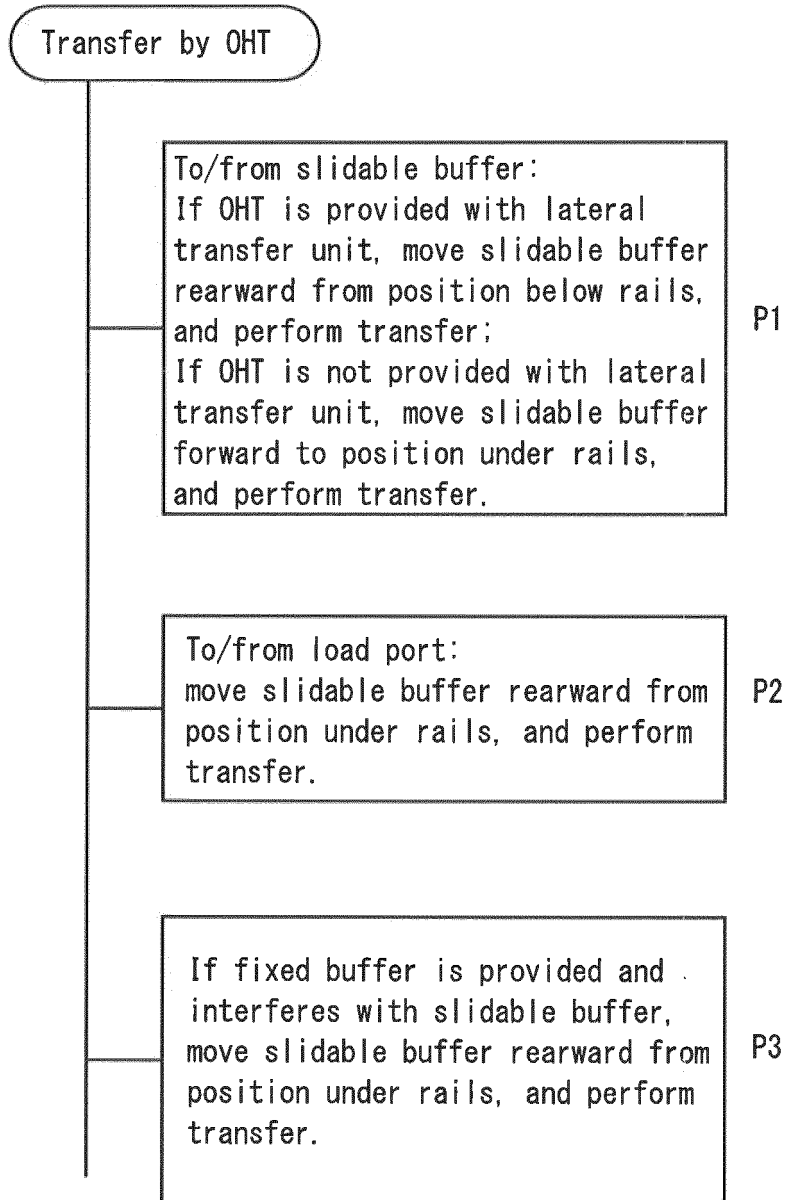 Transfer by OHT
To/from slidable buffer:
If OHT is provided with lateral
transfer unit, move slidable buffer
rearward from position below rails,
and perform transfer;
If OHT is not provided with lateral
transfer unit, move slidable buffer
forward to position under rails,
and perform transfer.
P1
To/from load port:
move slidable buffer rearward from
position under rails, and perform
transfer.
P2
If fixed buffer is provided and
interferes with slidable buffer,
move slidable buffer rearward from
position under rails, and perform
transfer.
P3